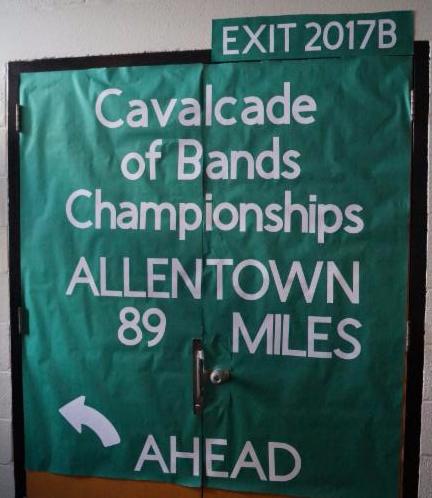 EXIT 2017B
Cavalcade
of Bands
Championships
ALLENTOWN
89 MILES
AHEAD